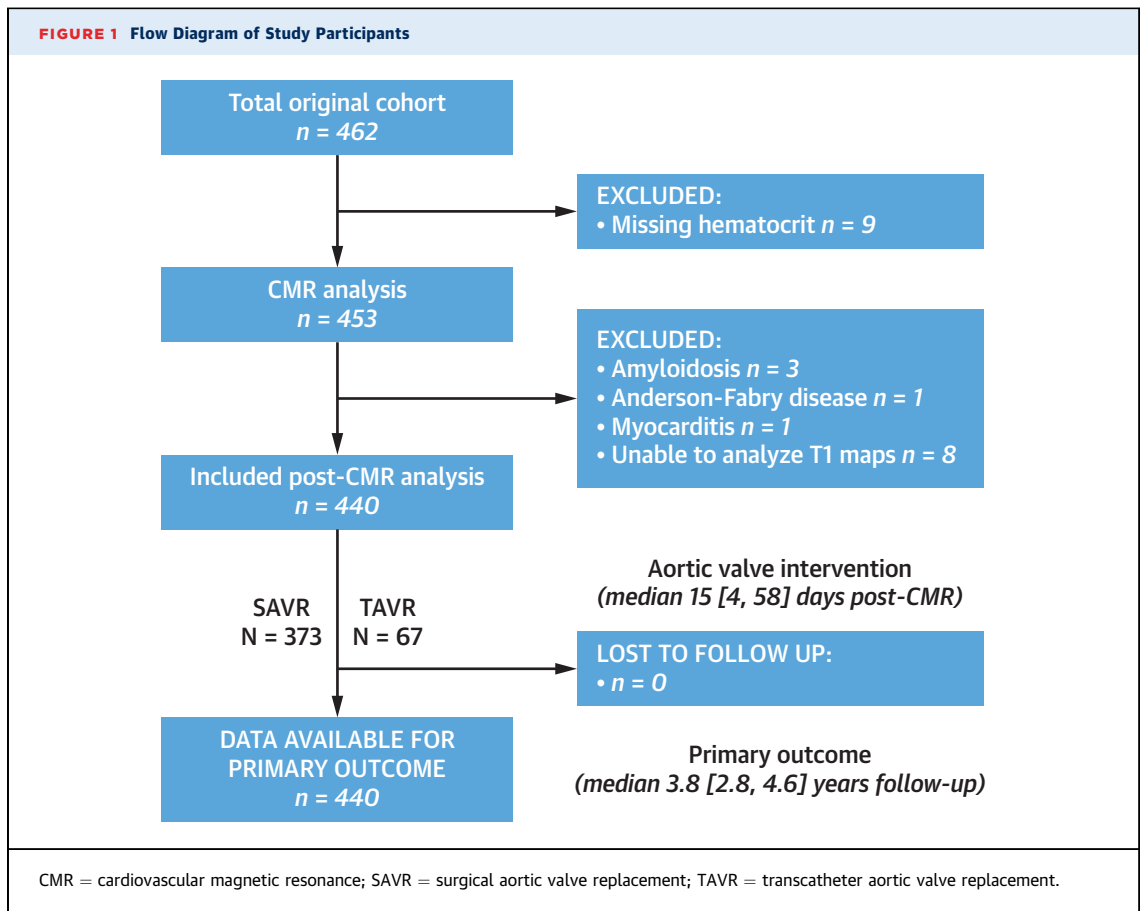 FIGURE 1 Flow Diagram of Study Participants
Total original cohort
n = 462
EXCLUDED:
• Missing hematocrit n = 9
CMR analysis
n = 453
EXCLUDED:
• Amyloidosis n = 3
• Anderson-Fabry disease n = 1
• Myocarditis n = 1
• Unable to analyze T1 maps n = 8
Included post-CMR analysis
n = 440
Aortic valve intervention
(median 15 [4, 58] days post-CMR)
SAVR
N = 373
TAVR
N = 67
LOST TO FOLLOW UP:
• n = 0
DATA AVAILABLE FOR
PRIMARY OUTCOME
n = 440
Primary outcome
(median 3.8 [2.8, 4.6] years follow-up)
CMR = cardiovascular magnetic resonance; SAVR = surgical aortic valve replacement; TAVR = transcatheter aortic valve replacement.